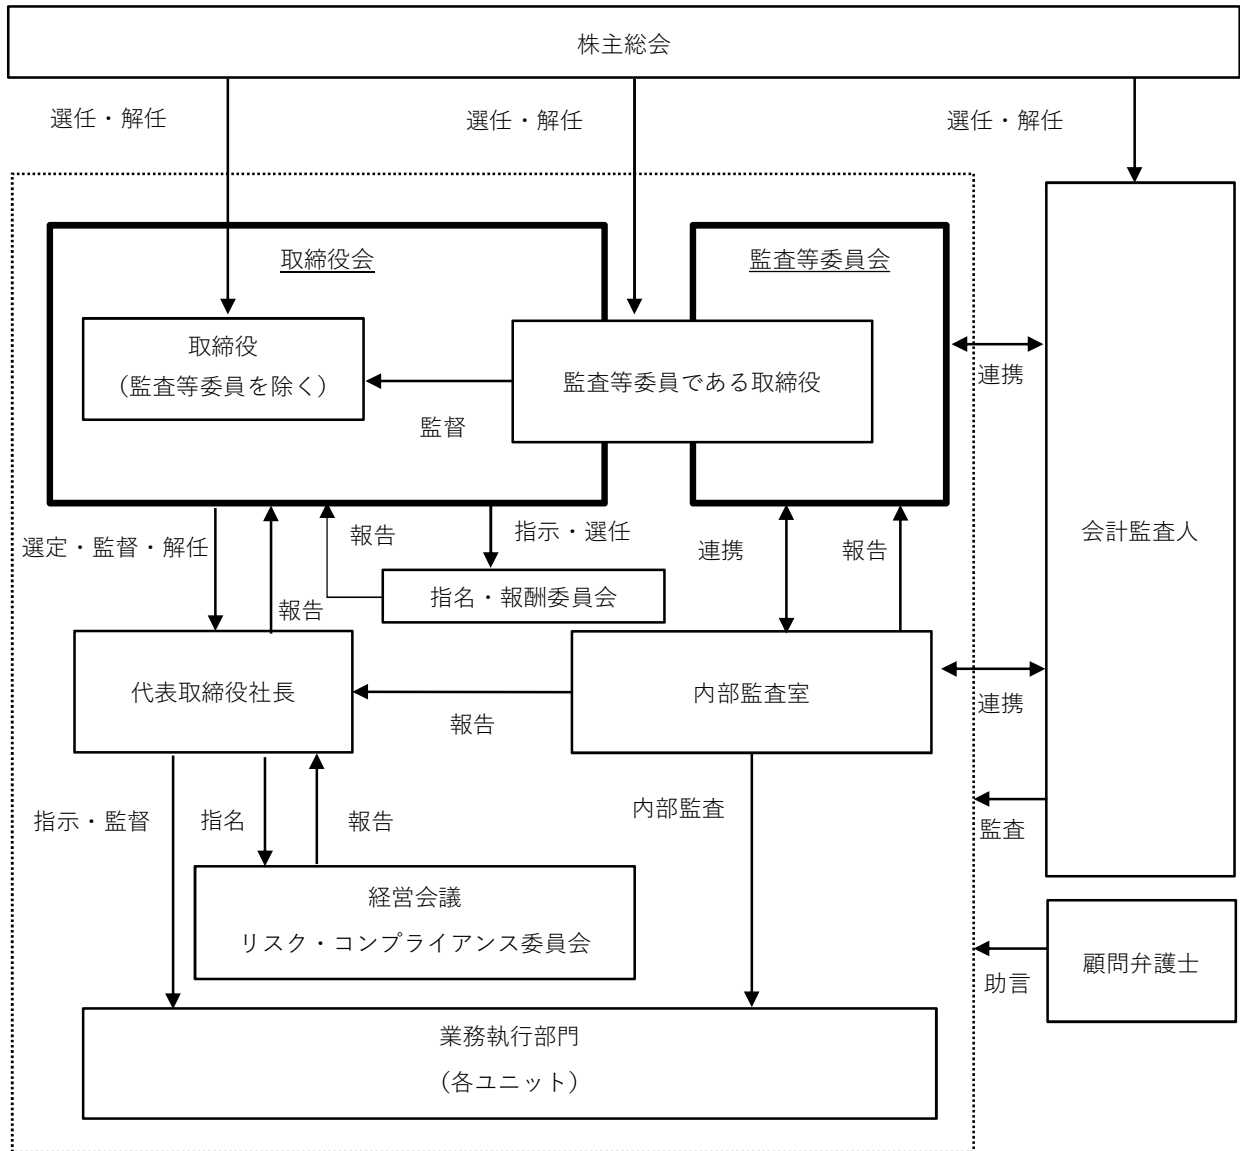 株主総会
選任・解任
選任・解任
選任・解任
取締役会
監査等委員会
取締役
（監査等委員を除く）
監査等委員である取締役
監督
連携
会計監査人
選定・監督・解任
報告
報告
指示・選任
連携
報告
指名・報酬委員会
代表取締役社長
内部監査室
報告
連携
指示・監督
指名
報告
内部監査
監査
経営会議
リスク・コンプライアンス委員会
顧問弁護士
助言
業務執行部門
（各ユニット）